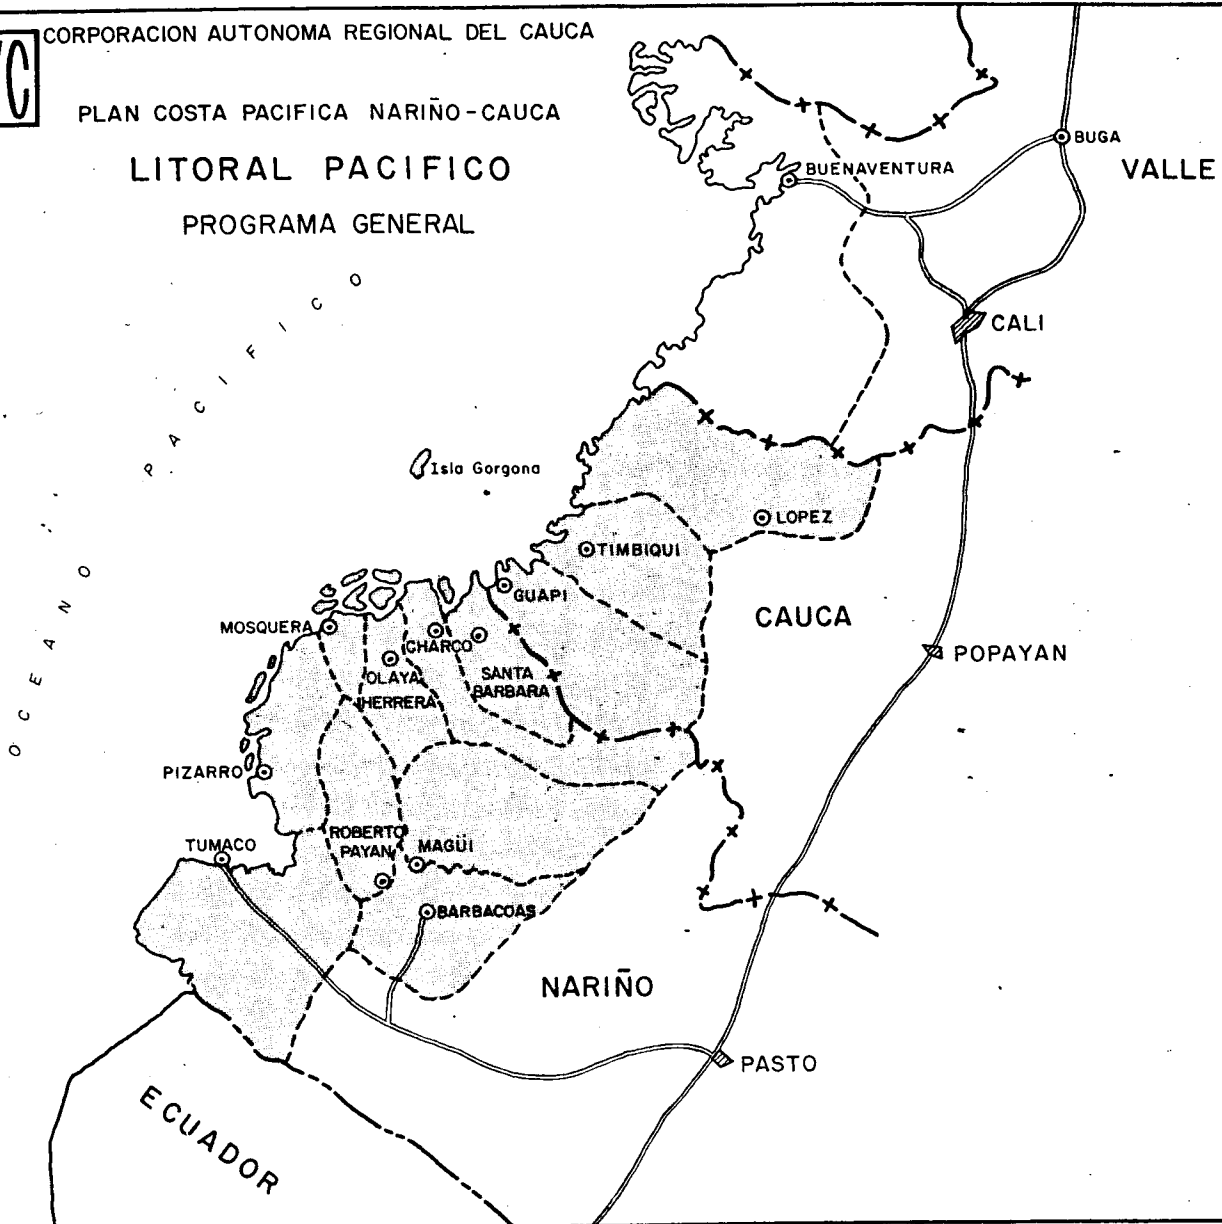 CORPORACION AUTONOMA REGIONAL DEL CAUCA
PLAN COSTA PACIFICA NARIÑO-CAUCA
LITORAL PACIFICO
PROGRAMA GENERAL
BUGA
VALLE
BUENAVENTURA
OCEANO PACIFICO
CALI
Isla Gorgona
LOPEZ
TIMBIQUI
GUAPI
CAUCA
MOSQUERA
CHARCO
POPAYAN
OLAYA
HERRERA
SANTA
BARBARA
PIZARRO
ROBERTO
PAYAN
MAGÜI
TUMACO
BARBACOAS
NARIÑO
PASTO
ECUADOR